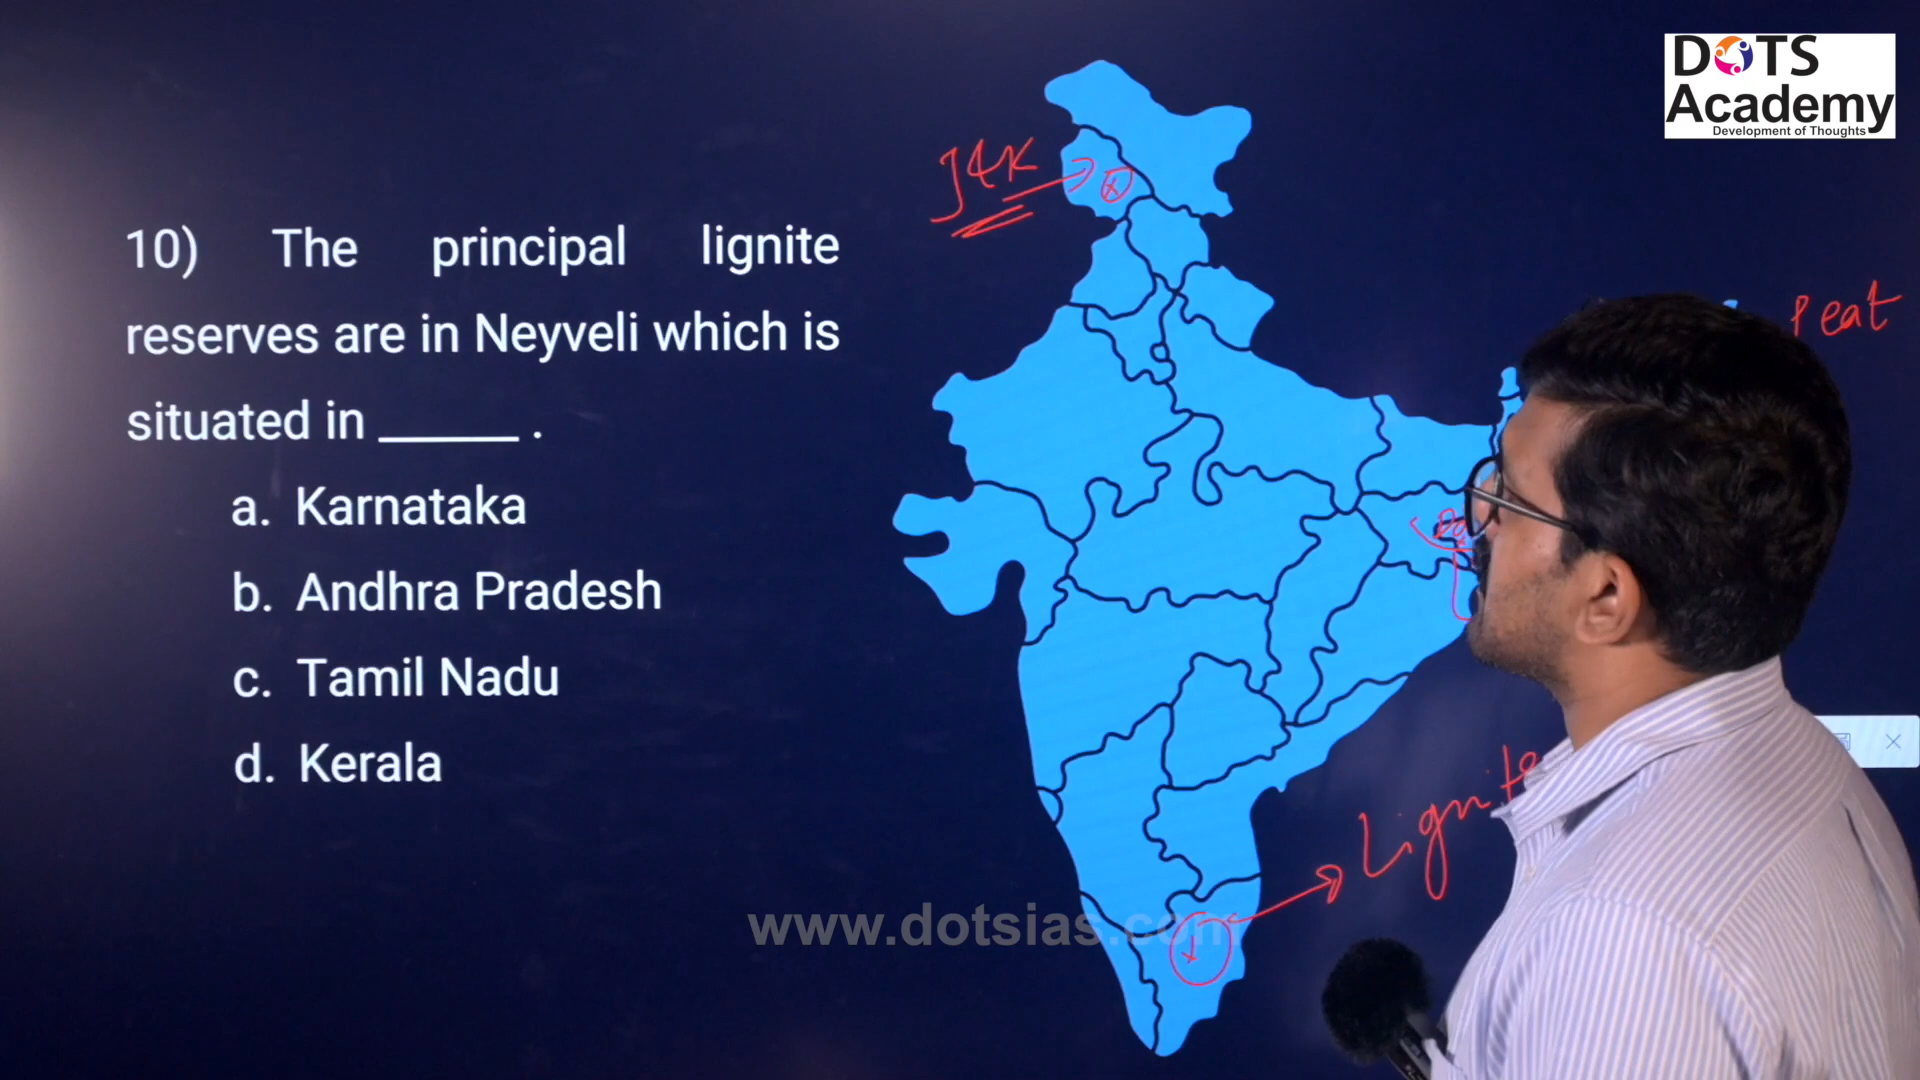 DOTS
Academy
Development of Thoughts
J&K
10) The principal lignite
reserves are in Neyveli which is
situated in ______ .
a. Karnataka
b. Andhra Pradesh
c. Tamil Nadu
d. Kerala
Peat
Lignite
www.dotsias.com